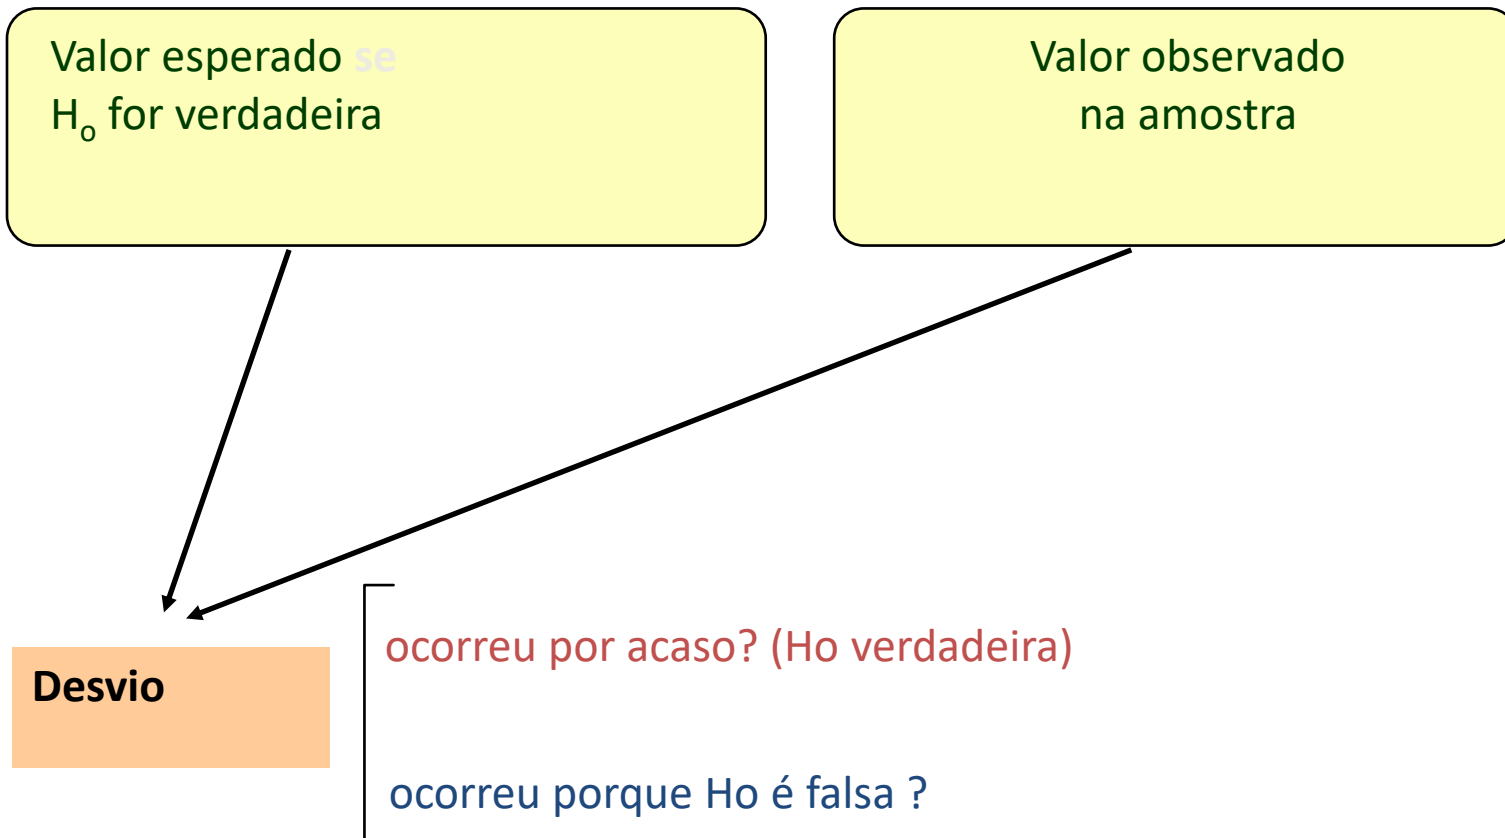 Valor esperado se
Ho for verdadeira
Valor observado
na amostra
Desvio
ocorreu por acaso? (Ho verdadeira)
ocorreu porque Ho é falsa ?